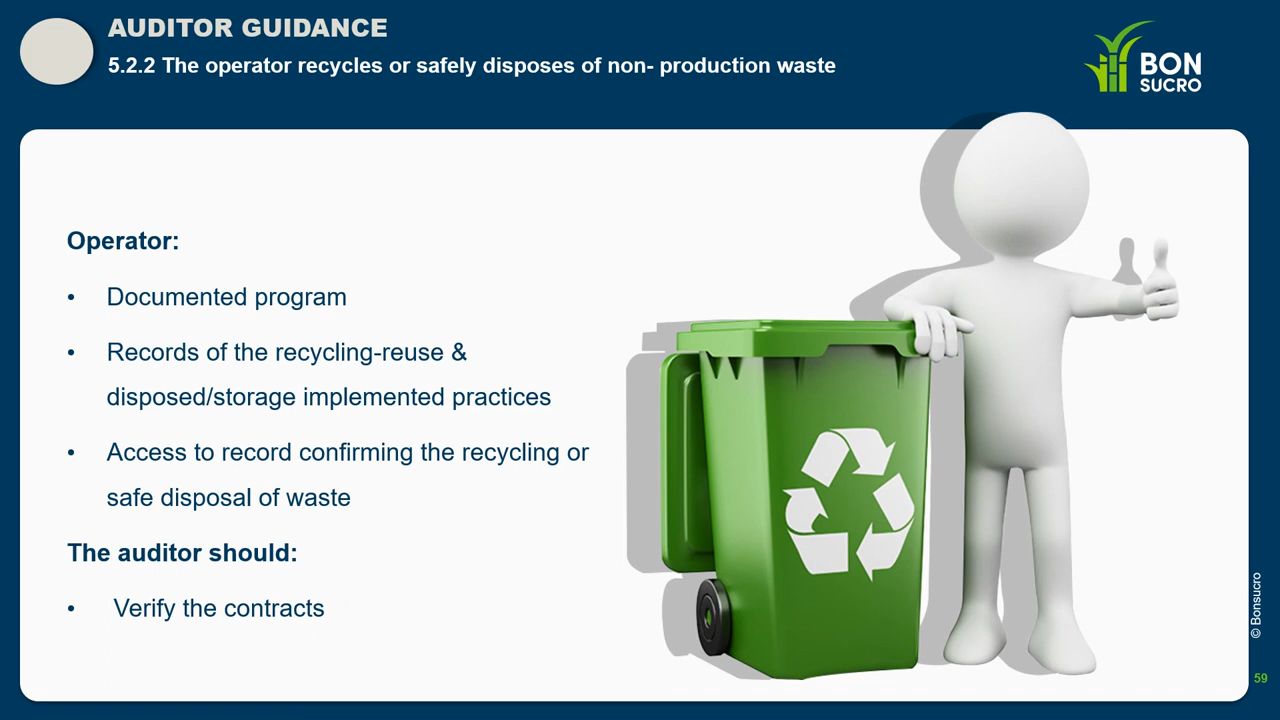 AUDITOR GUIDANCE
5.2.2 The operator recycles or safely disposes of non- production waste
BON
SUCRO
Operator:
• Documented program
• Records of the recycling-reuse &
disposed/storage implemented practices
• Access to record confirming the recycling or
safe disposal of waste
The auditor should:
• Verify the contracts
© Bonsucro
59